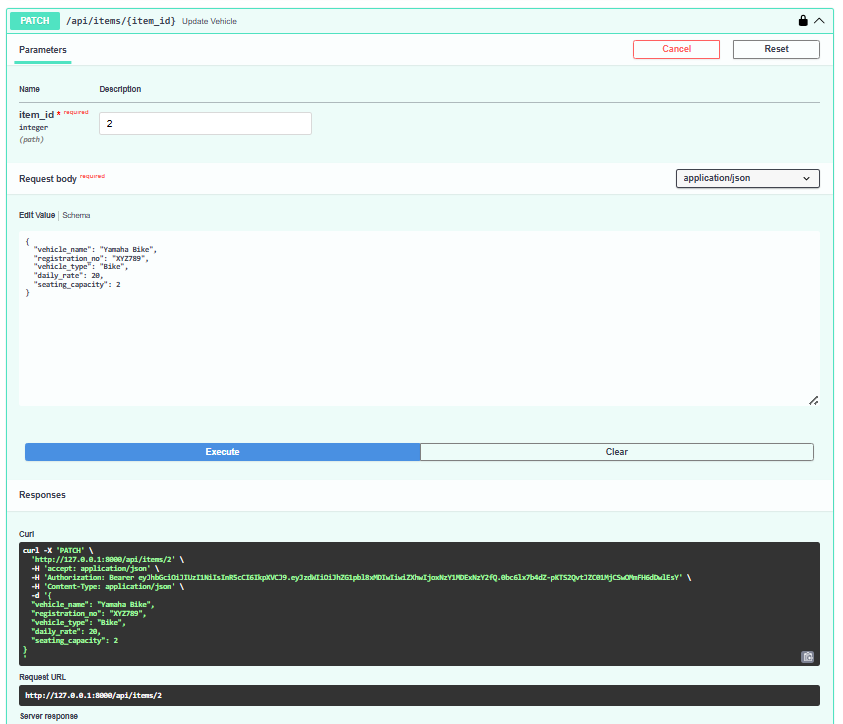 PATCH /api/items/{item_id} Update Vehicle
Parameters
Cancel
Reset
Name Description
item_id * required
integer
(path)
2
Request body required
application/json
Edit Value | Schema
{
  "vehicle_name": "Yamaha Bike",
  "registration_no": "XYZ789",
  "vehicle_type": "Bike",
  "daily_rate": 20,
  "seating_capacity": 2
}
Execute
Clear
Responses
Curl
curl -X 'PATCH' \
  'http://127.0.0.1:8000/api/items/2' \
  -H 'accept: application/json' \
  -H 'Authorization: Bearer
  -H 'Content-Type: application/json' \
  -d '{
  "vehicle_name": "Yamaha Bike",
  "registration_no": "XYZ789",
  "vehicle_type": "Bike",
  "daily_rate": 20,
  "seating_capacity": 2
}
'
Request URL
http://127.0.0.1:8000/api/items/2
Server response